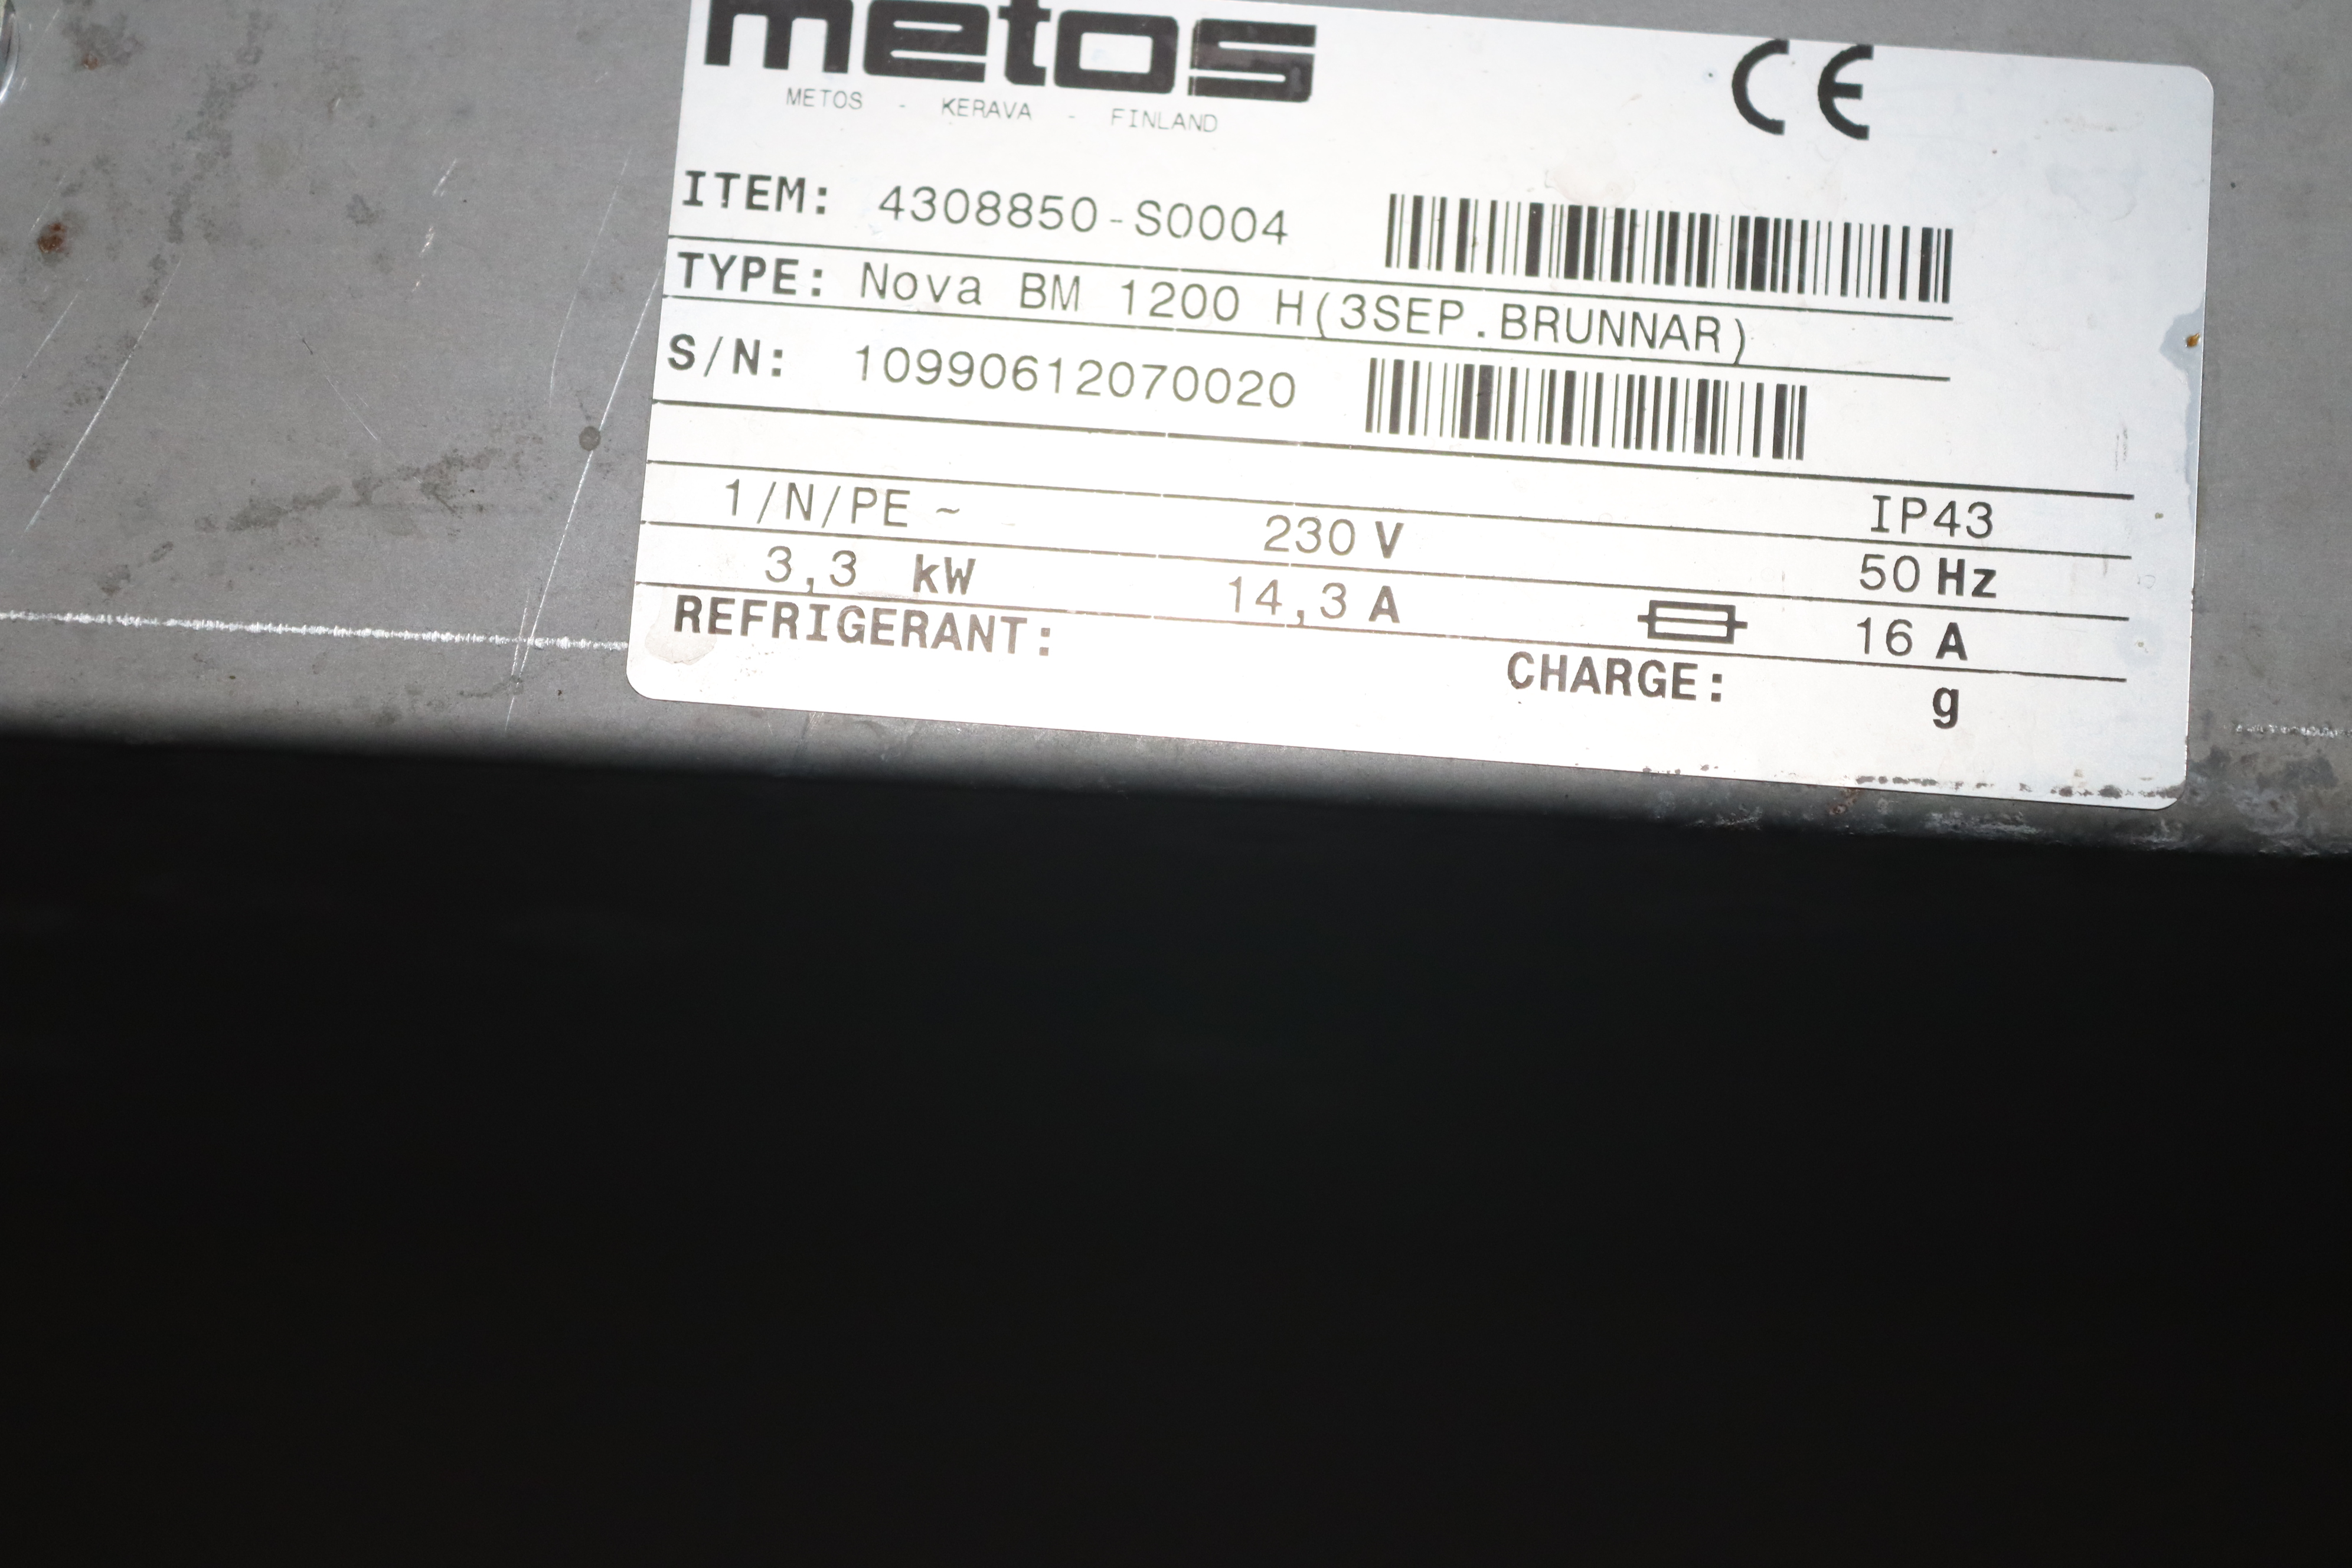 metos
METOS - KERAVA - FINLAND
CE
ITEM: 4308850-S0004
TYPE: Nova BM 1200 H(3SEP.BRUNNAR)
S/N: 10990612070020
IP43
1/N/PE ~ 230 V 50 Hz
3,3 kW 14,3 A 16 A
REFRIGERANT: CHARGE: g